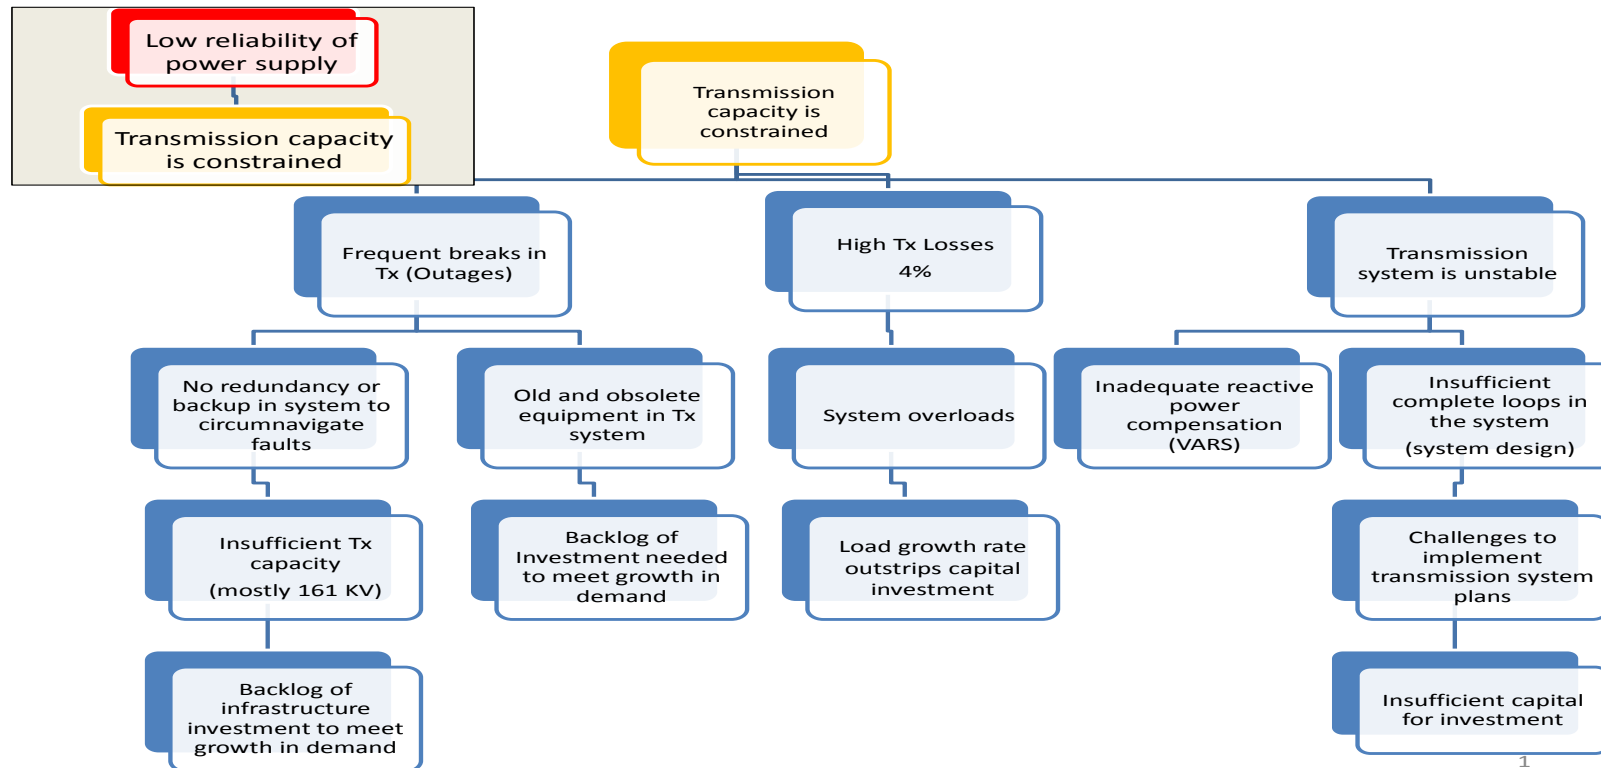 Low reliability of
power supply
Transmission capacity
is constrained
Transmission
capacity is
constrained
Frequent breaks in
Tx (Outages)
High Tx Losses
4%
Transmission
system is unstable
No redundancy or
backup in system to
circumnavigate
faults
Old and obsolete
equipment in Tx
system
System overloads
Inadequate reactive
power
compensation
(VARS)
Insufficient
complete loops in
the system
(system design)
Insufficient Tx
capacity
(mostly 161 KV)
Backlog of
Investment needed
to meet growth in
demand
Load growth rate
outstrips capital
investment
Challenges to
implement
transmission system
plans
Backlog of
infrastructure
investment to meet
growth in demand
Insufficient capital
for investment
1